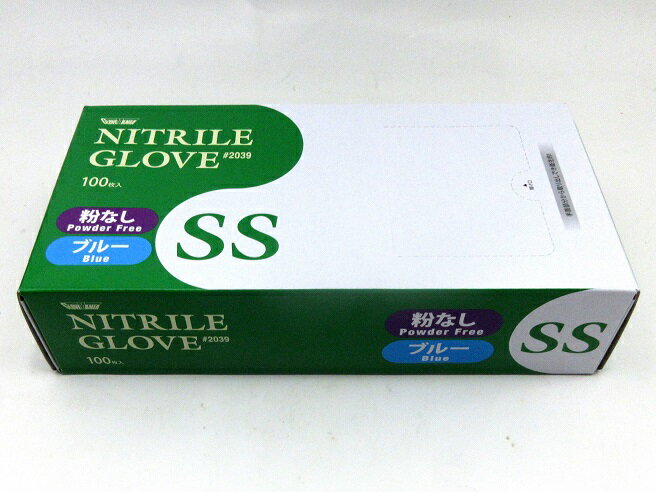 NITRILE
GLOVE #2039
100枚入
粉なし
Powder Free
ブルー
Blue
SS
NITRILE
GLOVE #2039
100枚入
粉なし
Powder Free
ブルー
Blue
SS